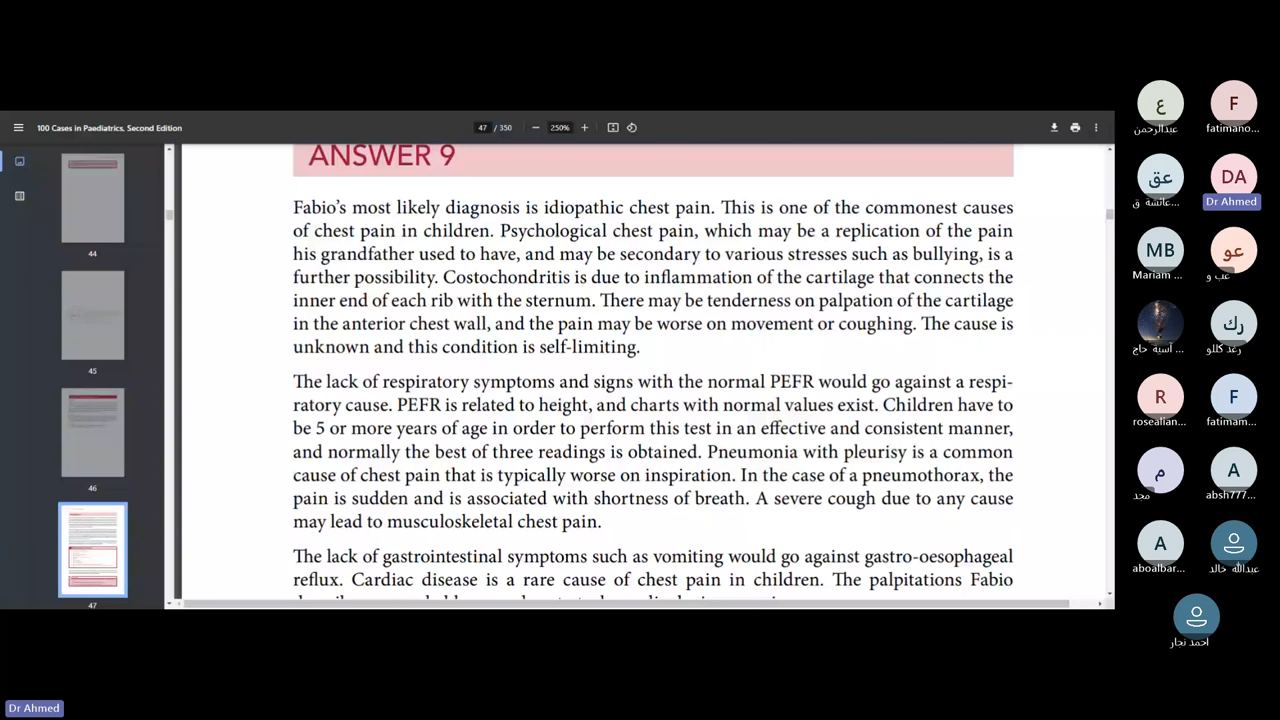 100 Cases in Paediatrics, Second Edition
47 / 350
250%
44
45
46
47
ANSWER 9
Fabio's most likely diagnosis is idiopathic chest pain. This is one of the commonest causes
of chest pain in children. Psychological chest pain, which may be a replication of the pain
his grandfather used to have, and may be secondary to various stresses such as bullying, is a
further possibility. Costochondritis is due to inflammation of the cartilage that connects the
inner end of each rib with the sternum. There may be tenderness on palpation of the cartilage
in the anterior chest wall, and the pain may be worse on movement or coughing. The cause is
unknown and this condition is self-limiting.
The lack of respiratory symptoms and signs with the normal PEFR would go against a respi-
ratory cause. PEFR is related to height, and charts with normal values exist. Children have to
be 5 or more years of age in order to perform this test in an effective and consistent manner,
and normally the best of three readings is obtained. Pneumonia with pleurisy is a common
cause of chest pain that is typically worse on inspiration. In the case of a pneumothorax, the
pain is sudden and is associated with shortness of breath. A severe cough due to any cause
may lead to musculoskeletal chest pain.
The lack of gastrointestinal symptoms such as vomiting would go against gastro-oesophageal
reflux. Cardiac disease is a rare cause of chest pain in children. The palpitations Fabio
ع
عبدالرحمن
F
fatimano...
عق
عائشة ق...
DA
Dr Ahmed
MB
Mariam ...
عو
عب و
آسية حاج ...
رك
رغد كللو
R
roseallan...
F
fatimam...
م
مجد
A
absh777...
A
aboalbar...
عبدالله خالد
احمد نجار
Dr Ahmed